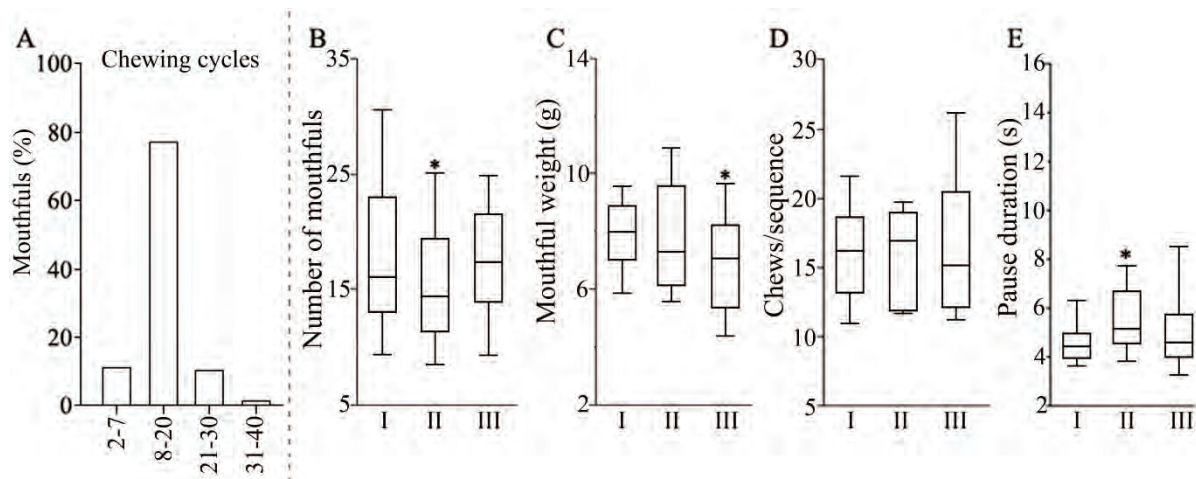 A
Chewing cycles
Mouthfuls (%)
100
80
60
40
20
0
2-7
8-20
21-30
31-40
B
Number of mouthfuls
35
25
15
5
*
I II III
C
Mouthful weight (g)
14
10
6
2
*
I II III
D
Chews/sequence
30
25
20
15
10
5
I II III
E
Pause duration (s)
16
14
12
10
8
6
4
2
*
I II III